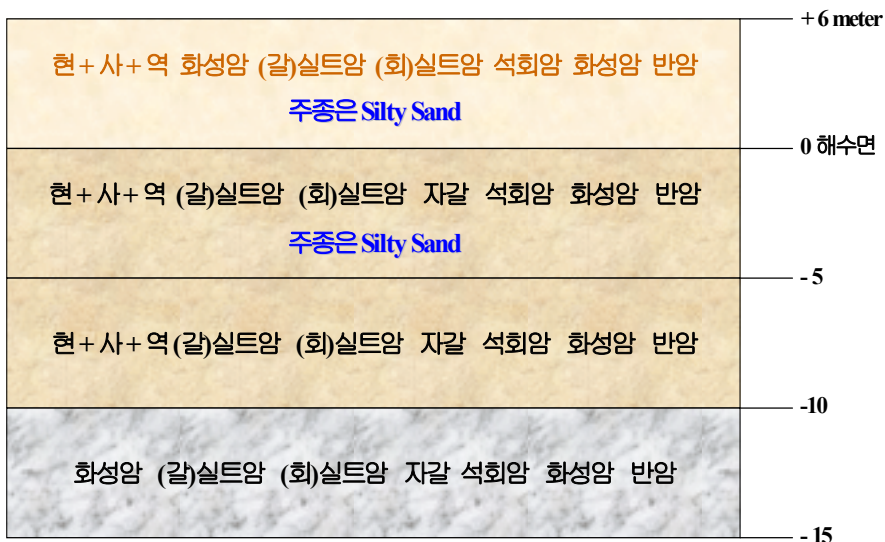 + 6 meter
현 + 사 + 역 화성암 (갈)실트암 (회)실트암 석회암 화성암 반암
주종은 Silty Sand
0 해수면
현 + 사 + 역 (갈)실트암 (회)실트암 자갈 석회암 화성암 반암
주종은 Silty Sand
- 5
현 + 사 + 역 (갈)실트암 (회)실트암 자갈 석회암 화성암 반암
-10
화성암 (갈)실트암 (회)실트암 자갈 석회암 화성암 반암
- 15